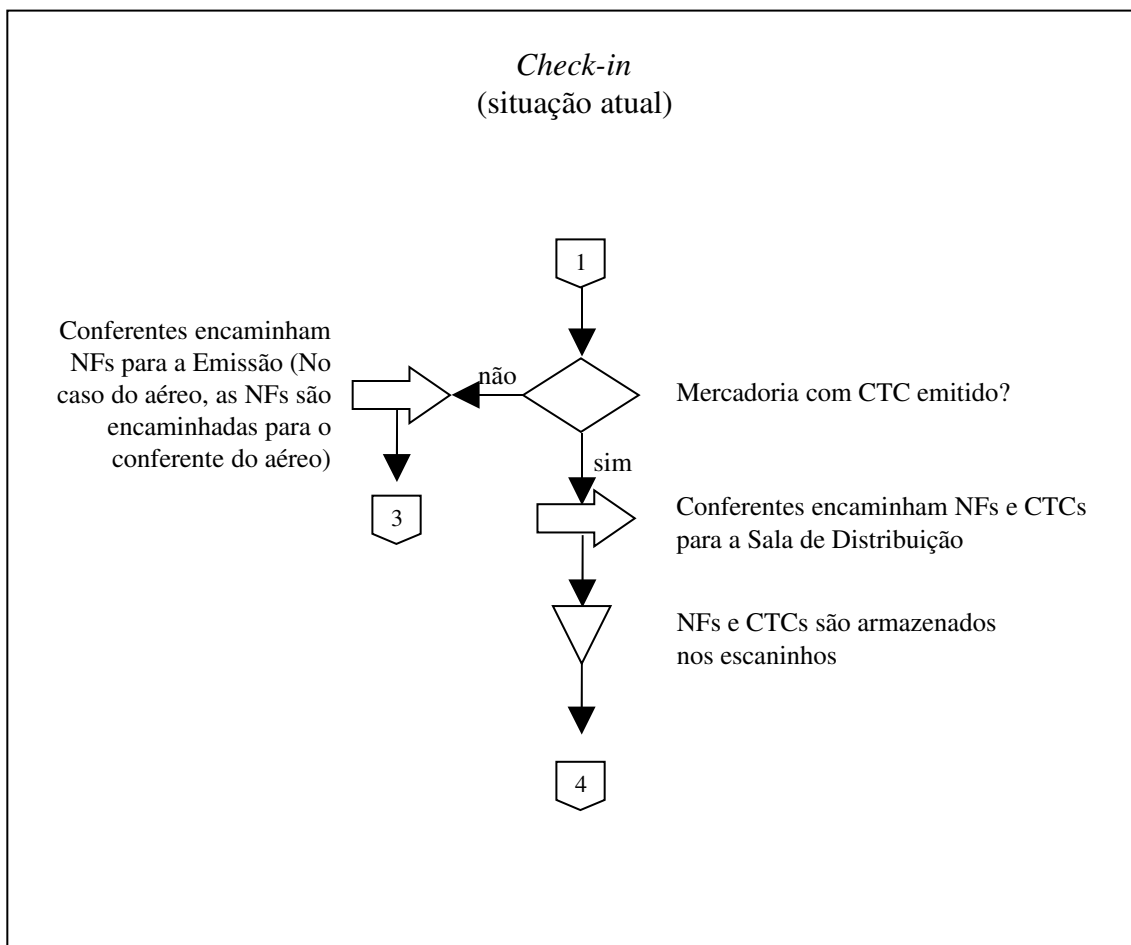 Check-in
(situação atual)
1
Conferentes encaminham
NFs para a Emissão (No
caso do aéreo, as NFs são
encaminhadas para o
conferente do aéreo)
não
Mercadoria com CTC emitido?
sim
3
Conferentes encaminham NFs e CTCs
para a Sala de Distribuição
NFs e CTCs são armazenados
nos escaninhos
4